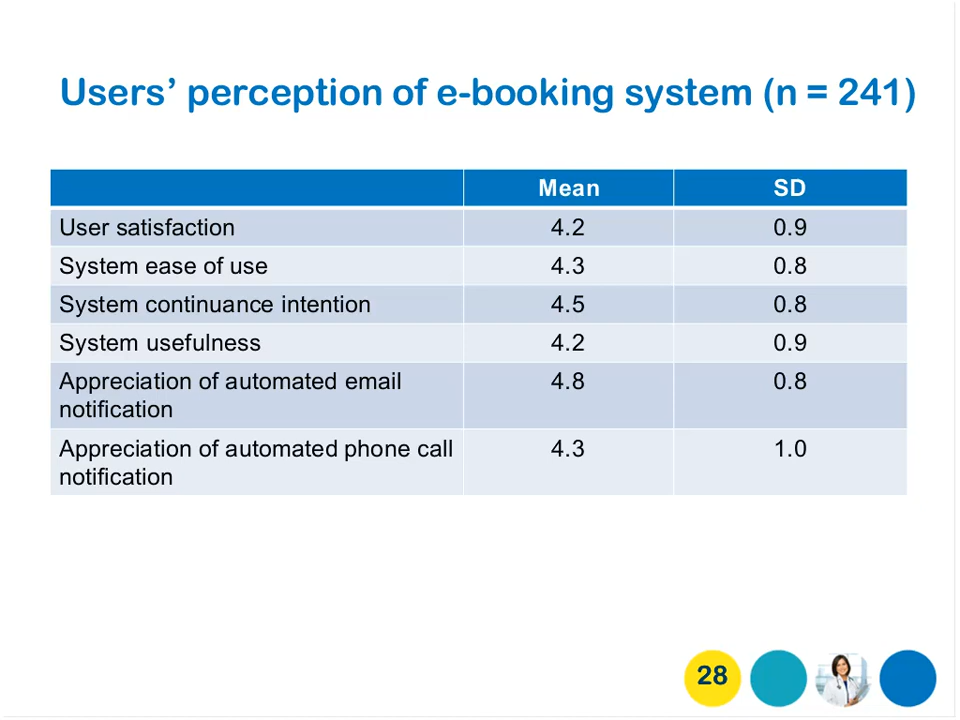 Users’ perception of e-booking system (n = 241)
Mean SD
User satisfaction 4.2 0.9
System ease of use 4.3 0.8
System continuance intention 4.5 0.8
System usefulness 4.2 0.9
Appreciation of automated email 4.8 0.8
notification
Appreciation of automated phone call 4.3 1.0
notification
28